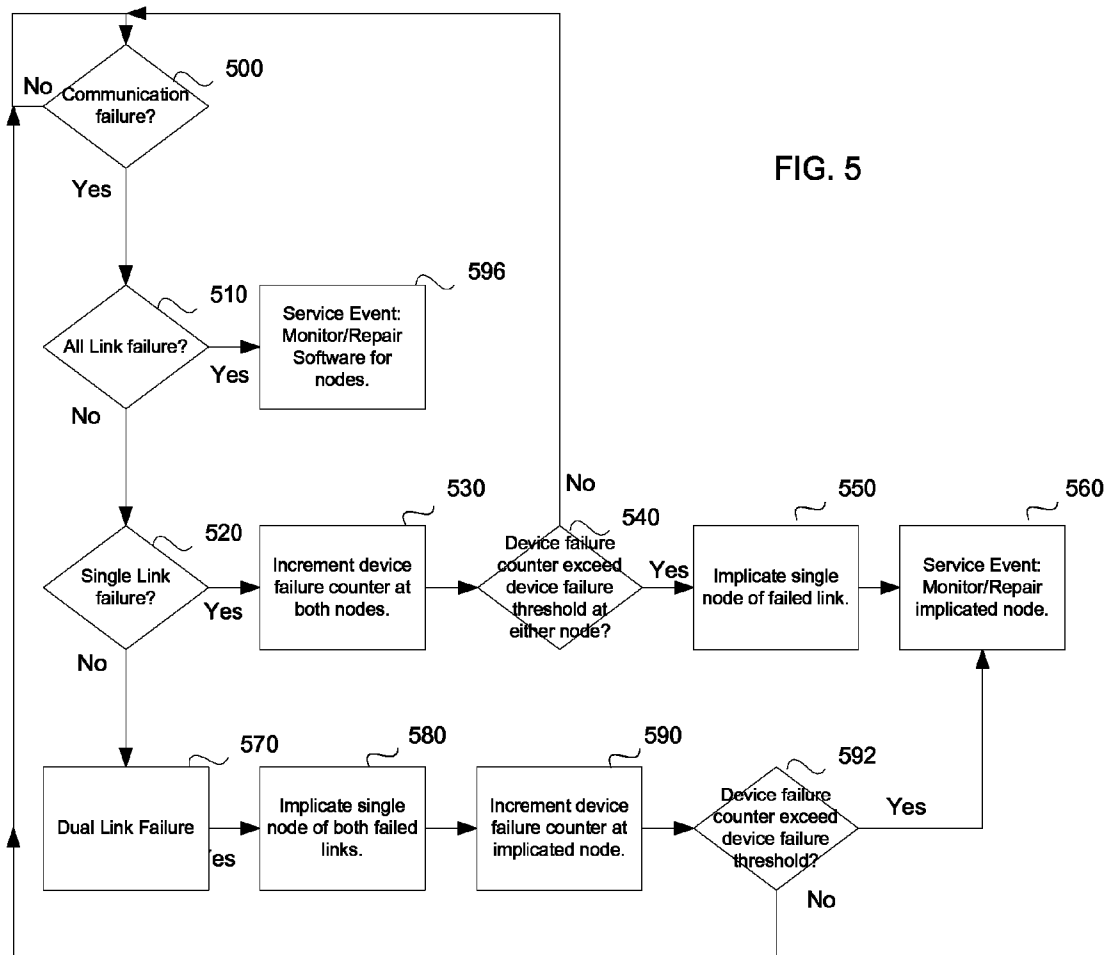 No
500
Communication
failure?
FIG. 5
Yes
510
596
All Link failure?
Yes
Service Event:
Monitor/Repair
Software for
nodes.
No
520
530
No
540
550
560
Single Link
failure?
Yes
Increment device
failure counter at
both nodes.
Device failure
counter exceed
device failure
threshold at
either node?
Yes
Implicate single
node of failed link.
Service Event:
Monitor/Repair
implicated node.
No
570
580
590
592
Dual Link Failure
Yes
Implicate single
node of both failed
links.
Increment device
failure counter at
implicated node.
Device failure
counter exceed
device failure
threshold?
Yes
No